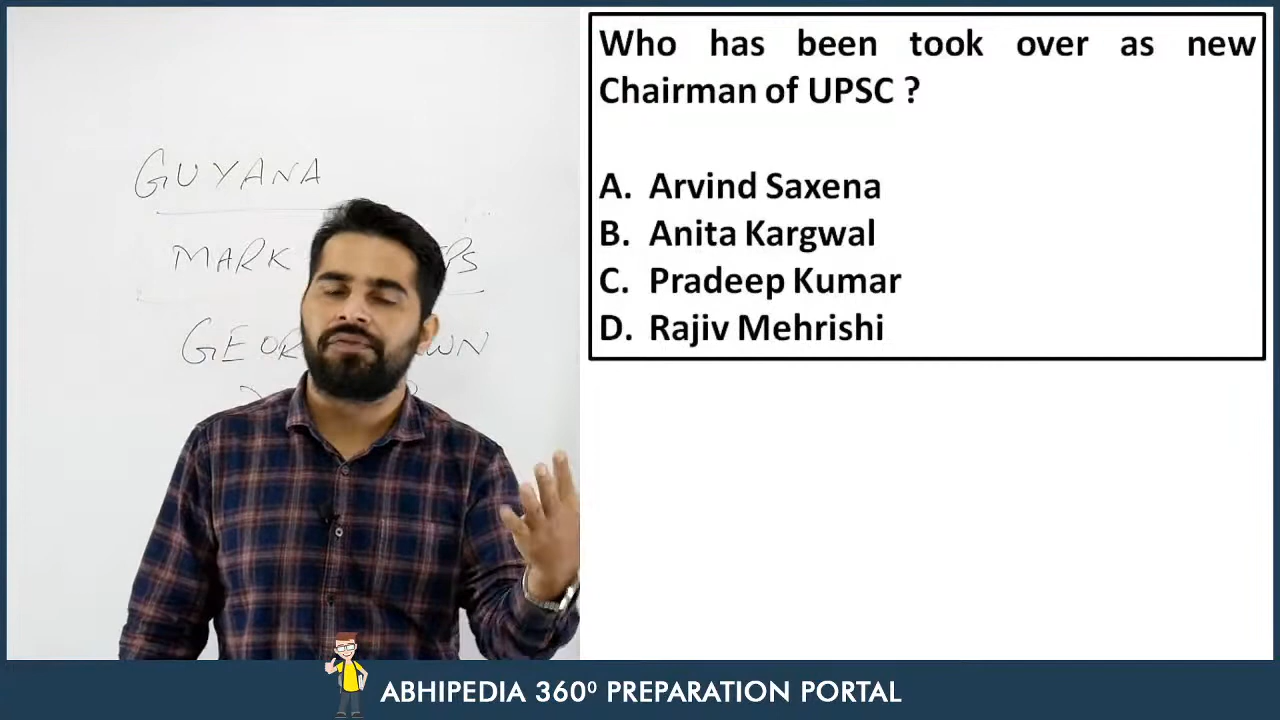 GUYANA
MARK
GEOR WN
Who has been took over as new
Chairman of UPSC ?
A. Arvind Saxena
B. Anita Kargwal
C. Pradeep Kumar
D. Rajiv Mehrishi
ABHIPEDIA 360⁰ PREPARATION PORTAL